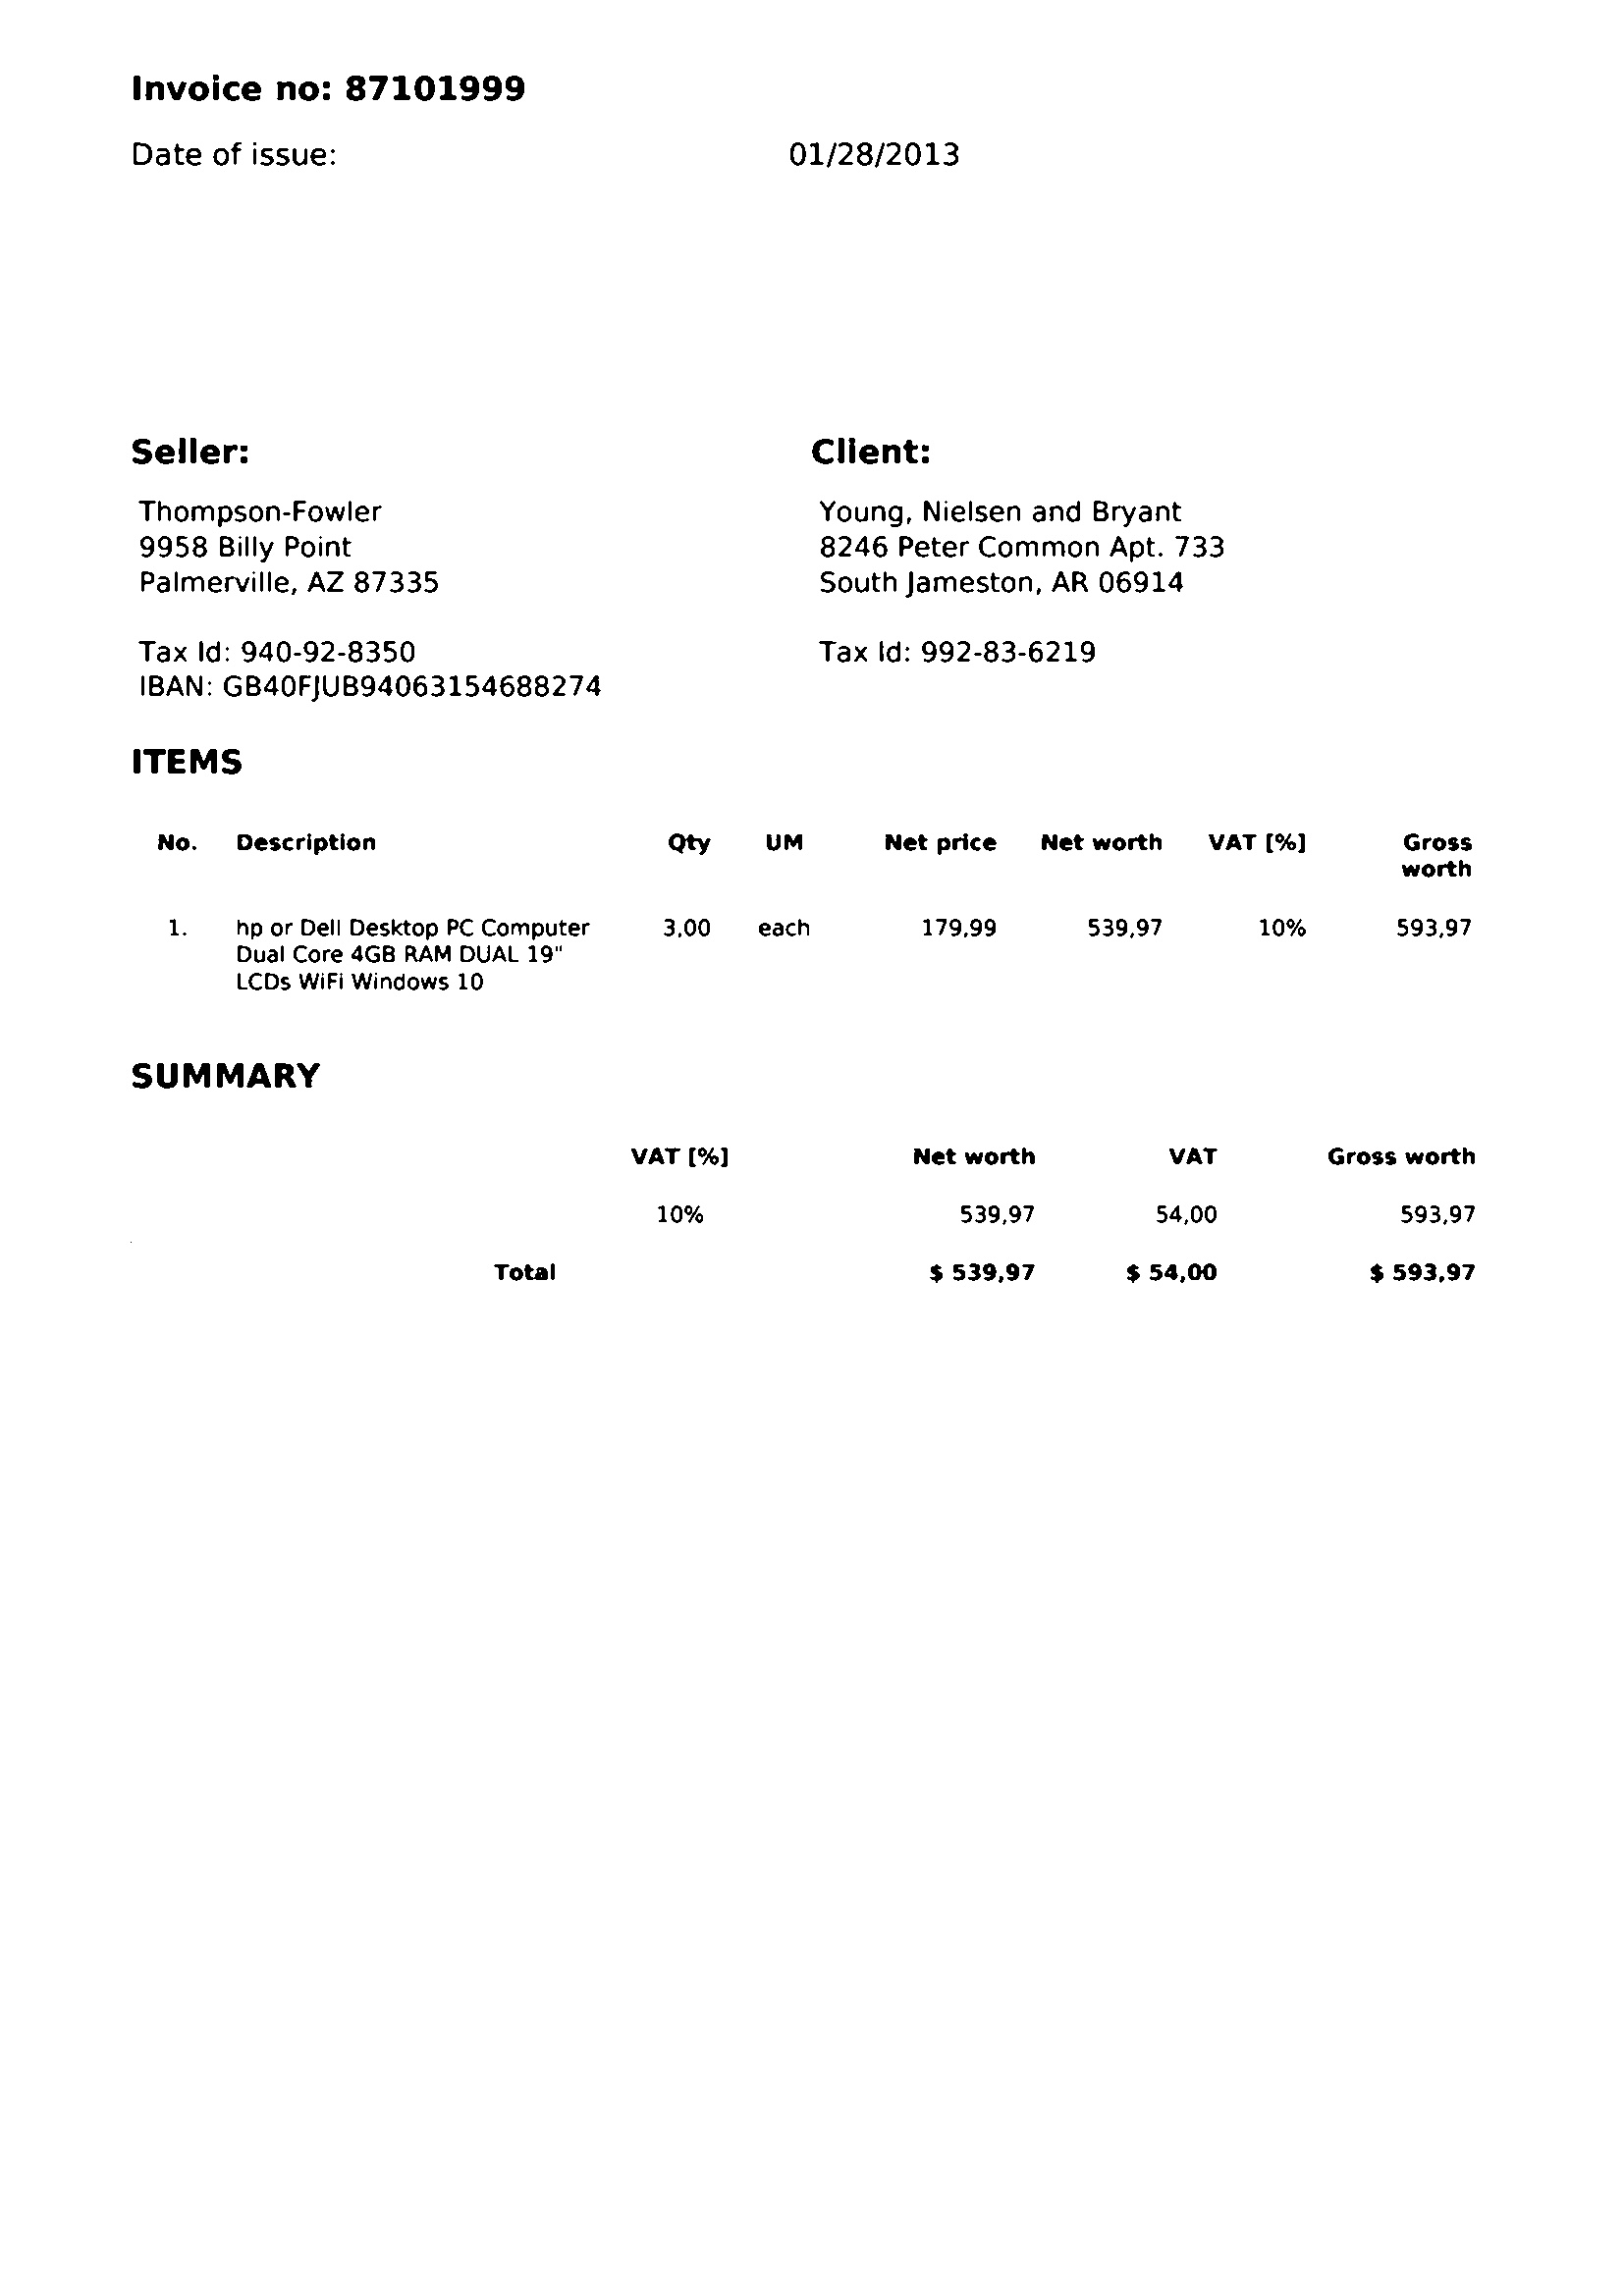 Invoice no: 87101999
Date of issue: 01/28/2013
Seller:
Thompson-Fowler
9958 Billy Point
Palmerville, AZ 87335
Tax Id: 940-92-8350
IBAN: GB40FJUB94063154688274
Client:
Young, Nielsen and Bryant
8246 Peter Common Apt. 733
South Jameston, AR 06914
Tax Id: 992-83-6219
ITEMS
No. Description Qty UM Net price Net worth VAT [%] Gross worth
1. hp or Dell Desktop PC Computer 3,00 each 179,99 539,97 10% 593,97
Dual Core 4GB RAM DUAL 19"
LCDs WiFi Windows 10
SUMMARY
VAT [%] Net worth VAT Gross worth
10% 539,97 54,00 593,97
Total $ 539,97 $ 54,00 $ 593,97